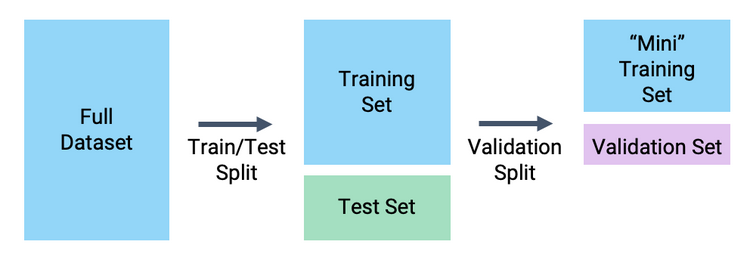 Full
Dataset
Train/Test
Split
Training
Set
Test Set
Validation
Split
“Mini”
Training
Set
Validation Set